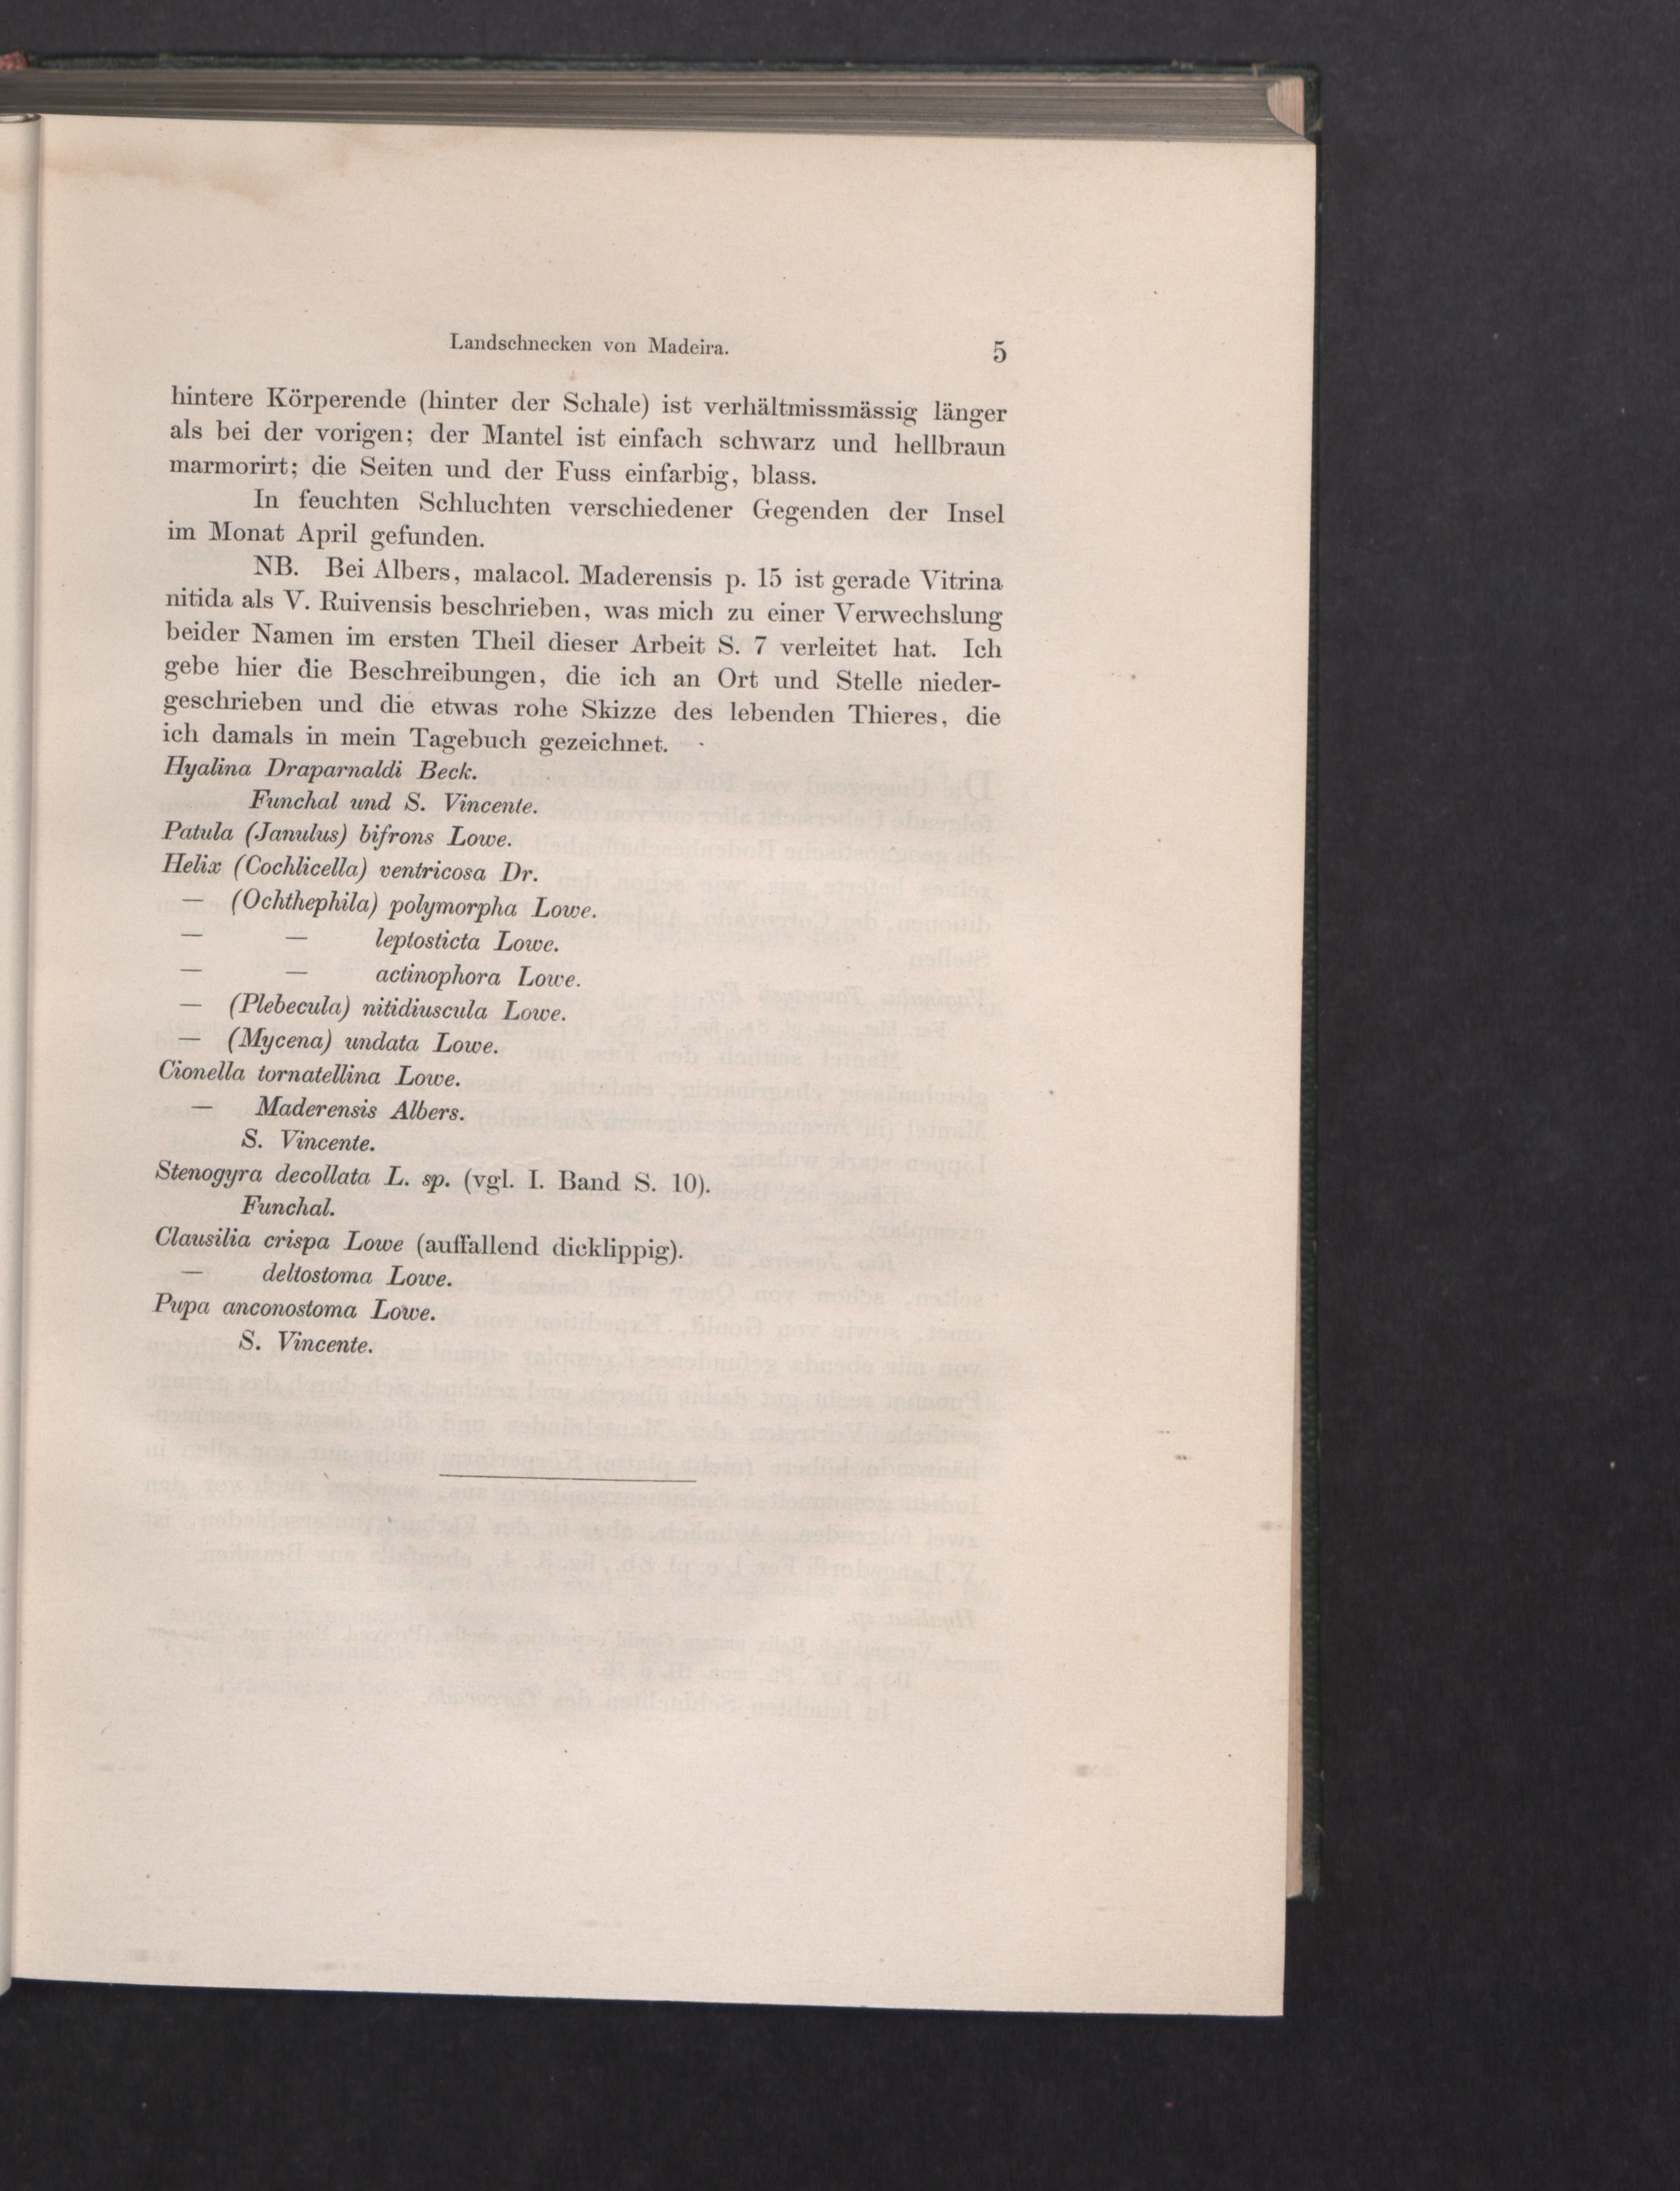 Landschnecken von Madeira. 5
hintere Körperende (hinter der Schale) ist verhältmissmässig länger
als bei der vorigen; der Mantel ist einfach schwarz und hellbraun
marmorirt; die Seiten und der Fuss einfarbig, blass.
In feuchten Schluchten verschiedener Gegenden der Insel
im Monat April gefunden.
NB. Bei Albers, malacol. Maderensis p. 15 ist gerade Vitrina
nitida als V. Ruivensis beschrieben, was mich zu einer Verwechslung
beider Namen im ersten Theil dieser Arbeit S. 7 verleitet hat. Ich
gebe hier die Beschreibungen, die ich an Ort und Stelle nieder-
geschrieben und die etwas rohe Skizze des lebenden Thieres, die
ich damals in mein Tagebuch gezeichnet.
Hyalina Draparnaldi Beck.
Funchal und S. Vincente.
Patula (Janulus) bifrons Lowe.
Helix (Cochlicella) ventricosa Dr.
— (Ochthephila) polymorpha Lowe.
— — leptosticta Lowe.
— — actinophora Lowe.
— (Plebecula) nitidiuscula Lowe.
— (Mycena) undata Lowe.
Cionella tornatellina Lowe.
— Maderensis Albers.
S. Vincente.
Stenogyra decollata L. sp. (vgl. I. Band S. 10).
Funchal.
Clausilia crispa Lowe (auffallend dicklippig).
— deltostoma Lowe.
Pupa anconostoma Lowe.
S. Vincente.